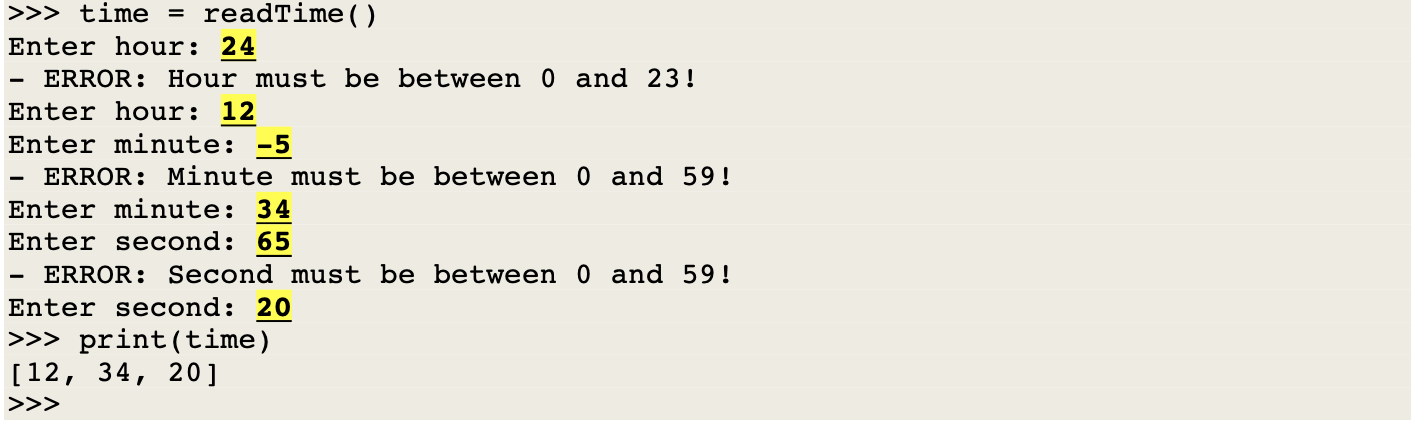 >>> time = readTime()
Enter hour: 24
- ERROR: Hour must be between 0 and 23!
Enter hour: 12
Enter minute: -5
- ERROR: Minute must be between 0 and 59!
Enter minute: 34
Enter second: 65
- ERROR: Second must be between 0 and 59!
Enter second: 20
>>> print(time)
[12, 34, 20]
>>>